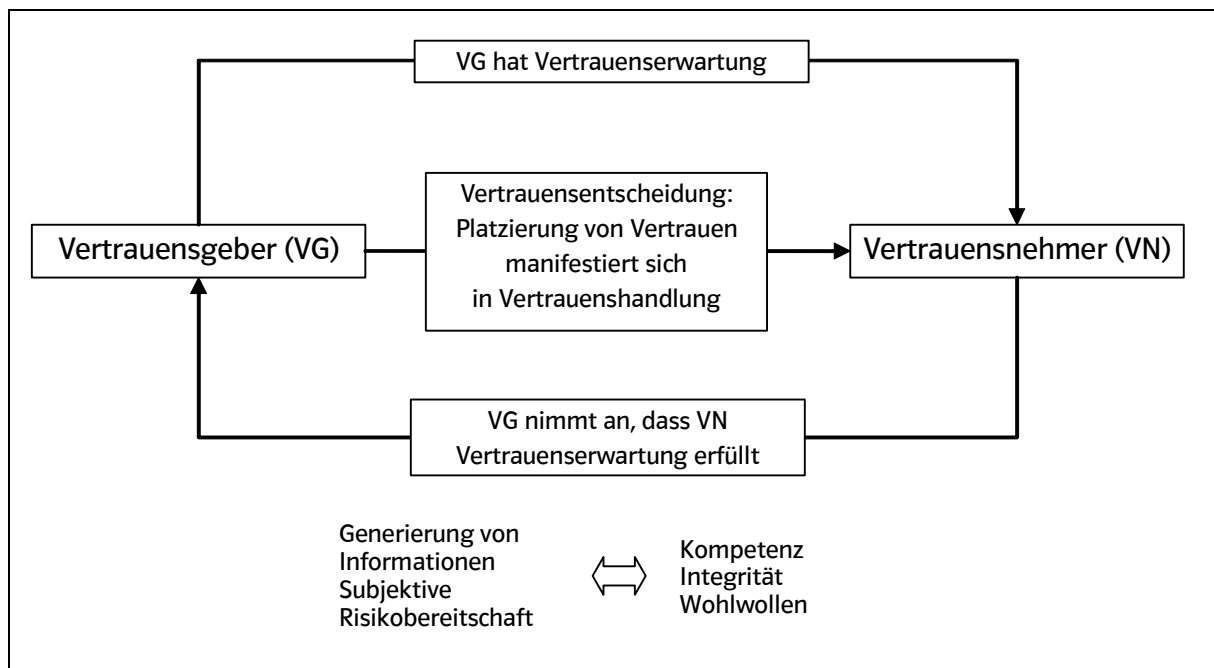 VG hat Vertrauenserwartung
Vertrauensentscheidung:
Platzierung von Vertrauen
manifestiert sich
in Vertrauenshandlung
Vertrauensgeber (VG)
Vertrauensnehmer (VN)
VG nimmt an, dass VN
Vertrauenserwartung erfüllt
Generierung von
Informationen
Subjektive
Risikobereitschaft
Kompetenz
Integrität
Wohlwollen